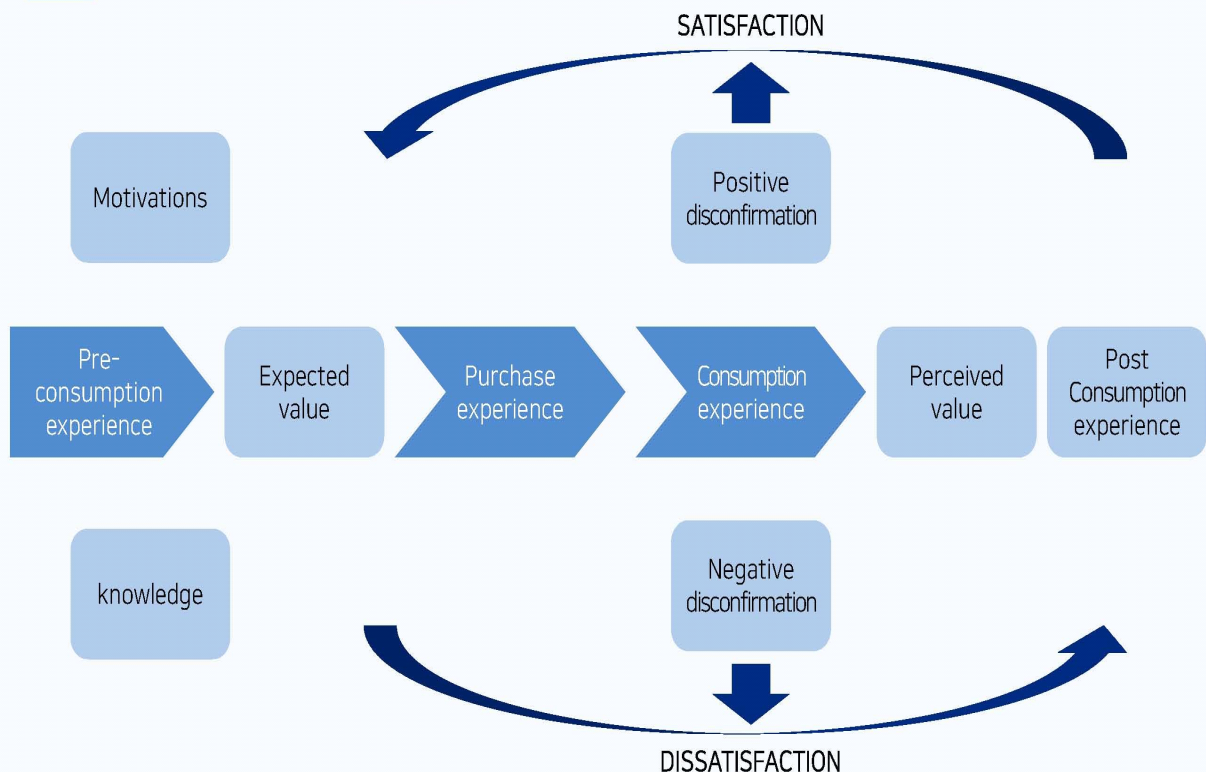 SATISFACTION
Motivations
Positive
disconfirmation
Pre-
consumption
experience
Expected
value
Purchase
experience
Consumption
experience
Perceived
value
Post
Consumption
experience
knowledge
Negative
disconfirmation
DISSATISFACTION